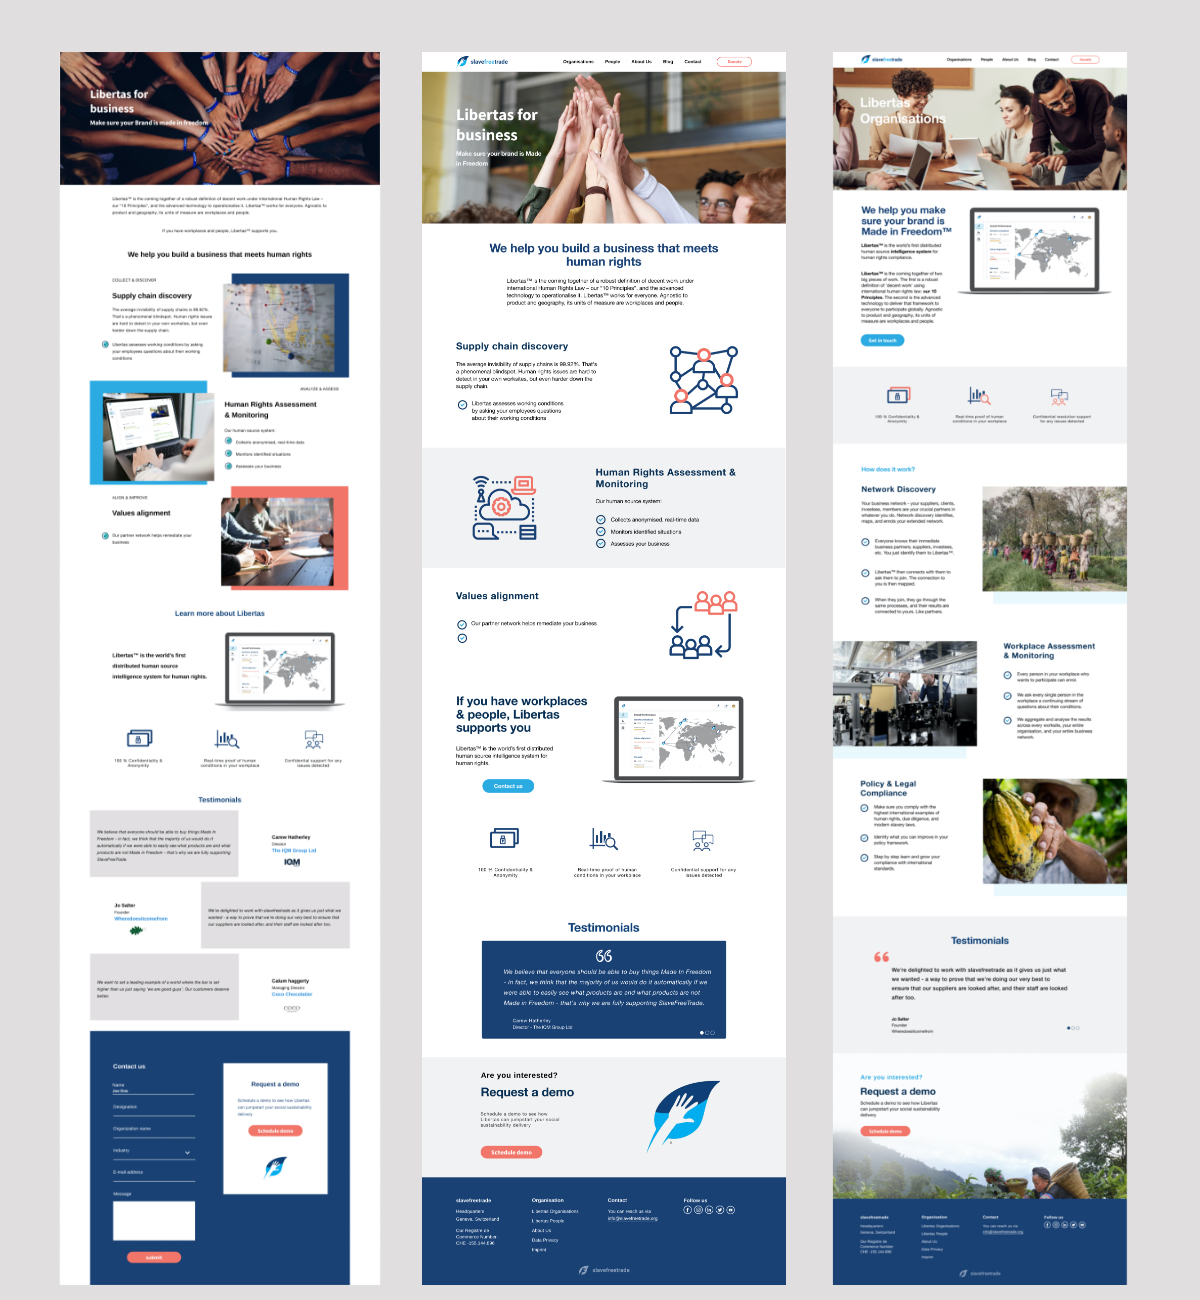 Libertas for
business
Make sure your Brand is made in freedom
Libertas™ is the coming together of a robust definition of decent work under international Human Rights Law –
our "10 Principles", and the advanced technology to operationalise it. Libertas™ works for everyone. Agnostic to
product and geography, its units of measure are workplaces and people.
If you have workplaces and people, Libertas™ supports you.
We help you build a business that meets human rights
COLLECT & DISCOVER
Supply chain discovery
The average invisibility of supply chains is 99.92%.
That's a phenomenal blindspot. Human rights issues
are hard to detect in your own worksites, but even
harder down the supply chain.
Libertas assesses working conditions by asking
your employees questions about their working
conditions
ANALYZE & ASSESS
Human Rights Assessment
& Monitoring
Our human source system:
Collects anonymised, real-time data
Monitors identified situations
Assesses your business
ALIGN & IMPROVE
Values alignment
Our partner network helps remediate your
business
Learn more about Libertas
Libertas™ is the world's first
distributed human source
intelligence system for human rights.
100 % Confidentiality &
Anonymity
Real-time proof of human
conditions in your workplace
Confidential support for any
issues detected
Testimonials
We believe that everyone should be able to buy things Made in
Freedom - in fact, we think that the majority of us would do it
automatically if we were able to easily see what products are and what
products are not Made in Freedom - that's why we are fully supporting
SlaveFreeTrade.
Carew Hatherley
Director
The IQM Group Ltd
Jo Salter
Founder
Wheredoesitcomefrom
We're delighted to work with slavefreetrade as it gives us just what we
wanted - a way to prove that we're doing our very best to ensure that
our suppliers are looked after, and their staff are looked after too.
We want to set a leading example of a world where the bar is set
higher than us just saying 'we are good guys'. Our customers deserve
better.
Calum haggerty
Managing Director
Coco Chocolatier
COCO
Contact us
Name
Designation
Organization name
Industry
E-mail address
Message
submit
Request a demo
Schedule a demo to see how Libertas
can jumpstart your social sustainability
delivery
Schedule demo
slavefreetrade
Organisations People About Us Blog Contact Donate
Libertas for
business
Make sure your brand is Made
in Freedom
We help you build a business that meets
human rights
Libertas™ is the coming together of a robust definition of decent work under
international Human Rights Law – our "10 Principles", and the advanced
technology to operationalise it. Libertas™ works for everyone. Agnostic to
product and geography, its units of measure are workplaces and people.
Supply chain discovery
The average invisibility of supply chains is 99.92%. That's
a phenomenal blindspot. Human rights issues are hard to
detect in your own worksites, but even harder down the
supply chain.
Libertas assesses working conditions
by asking your employees questions
about their working conditions
Human Rights Assessment &
Monitoring
Our human source system:
Collects anonymised, real-time data
Monitors identified situations
Assesses your business
Values alignment
Our partner network helps remediate your business
If you have workplaces
& people, Libertas
supports you
Libertas™ is the world's first distributed
human source intelligence system for
human rights.
Contact us
100 % Confidentiality &
Anonymity
Real-time proof of human
conditions in your workplace
Confidential support for any
issues detected
Testimonials
We believe that everyone should be able to buy things Made in Freedom
- in fact, we think that the majority of us would do it automatically if we
were able to easily see what products are and what products are not
Made in Freedom - that's why we are fully supporting SlaveFreeTrade.
Carew Hatherley
Director - The IQM Group Ltd
Are you interested?
Request a demo
Schedule a demo to see how
Libertas can jumpstart your social
sustainability delivery
Schedule demo
slavefreetrade
Headquarters
Geneva, Switzerland
Our Registre de
Commerce Number:
CHE -155.144.896
Organisation
Libertas Organisations
Libertas People
About Us
Data Privacy
Imprint
Contact
You can reach us via
info@slavefreetrade.org
Follow us
slavefreetrade
slavefreetrade
Organisations People About Us Blog Contact Donate
Libertas
Organisations
We help you make
sure your brand is
Made in Freedom™
Libertas™ is the world's first distributed
human source intelligence system for
human rights compliance.
Libertas™ is the coming together of two
big pieces of work. The first is a robust
definition of 'decent work' using
international human rights law: our 10
Principles. The second is the advanced
technology to deliver that framework to
everyone to participate globally. Agnostic
to product and geography, its units of
measure are workplaces and people.
Get in touch
100 % Confidentiality &
Anonymity
Real-time proof of human
conditions in your workplace
Confidential resolution support
for any issues detected
How does it work?
Network Discovery
Your business network - your suppliers, clients,
investees, members are your crucial partners in
whatever you do. Network discovery identifies,
maps, and enrols your extended network.
Everyone knows their immediate
business partners, suppliers, investees,
etc. You just identify them to Libertas™.
Libertas™ then connects with them to
ask them to join. The connection to
you is then mapped.
When they join, they go through the
same processes, and their results are
connected to yours. Like partners.
Workplace Assessment
& Monitoring
Every person in your workplace who
wants to participate can enrol.
We ask every single person in the
workplace a continuing stream of
questions about their conditions.
We aggregate and analyse the results
across every worksite, your entire
organisation, and your entire business
network.
Policy & Legal
Compliance
Make sure you comply with the
highest international examples of
human rights, due diligence, and
modern slavery laws.
Identify what you can improve in your
policy framework.
Step by step learn and grow your
compliance with international
standards.
Testimonials
We're delighted to work with slavefreetrade as it gives us just what
we wanted - a way to prove that we're doing our very best to
ensure that our suppliers are looked after, and their staff are looked
after too.
Jo Salter
Founder
Wheredoesitcomefrom
Are you interested?
Request a demo
Schedule a demo to see how Libertas
can jumpstart your social sustainability
delivery
Schedule demo
slavefreetrade
Headquarters
Geneva, Switzerland
Our Registre de
Commerce Number:
CHE -155.144.896
Organisation
Libertas Organisations
Libertas People
About Us
Data Privacy
Imprint
Contact
You can reach us via
info@slavefreetrade.org
Follow us
slavefreetrade